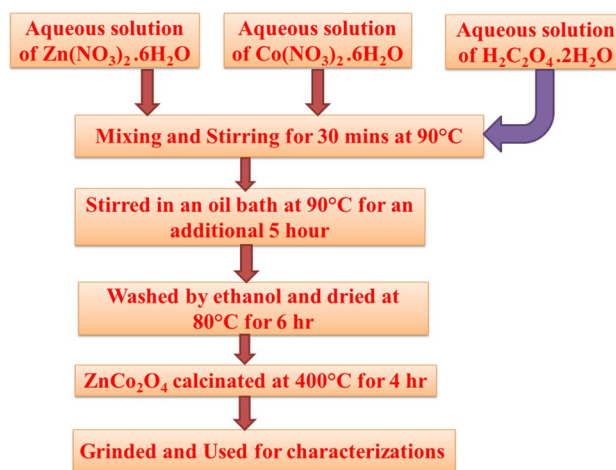 Aqueous solution
of Zn(NO₃)₂.6H₂O
Aqueous solution
of Co(NO₃)₂.6H₂O
Aqueous solution
of H₂C₂O₄.2H₂O
Mixing and Stirring for 30 mins at 90°C
Stirred in an oil bath at 90°C for an
additional 5 hour
Washed by ethanol and dried at
80°C for 6 hr
ZnCo₂O₄ calcinated at 400°C for 4 hr
Grinded and Used for characterizations